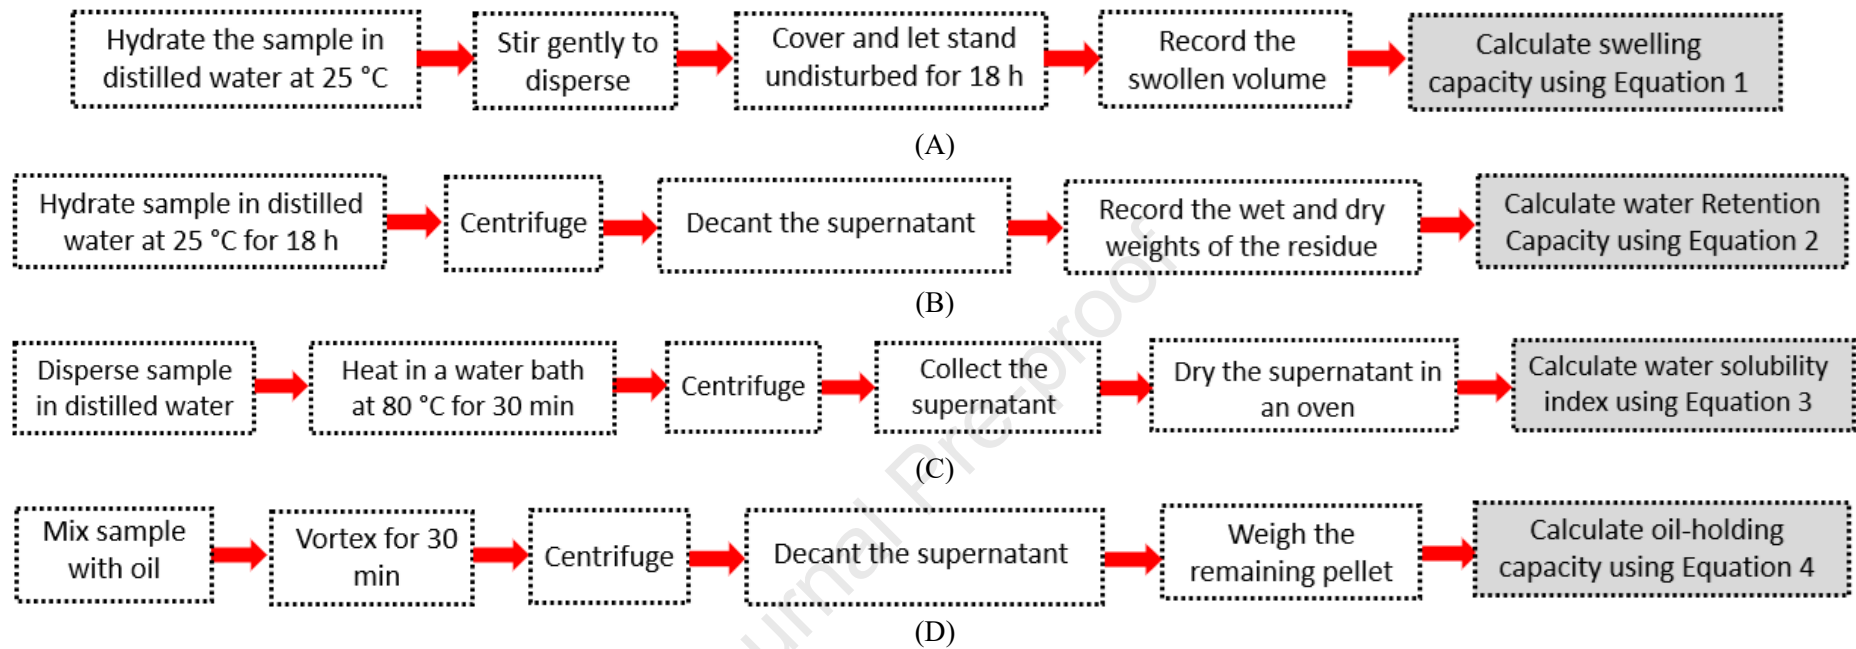 Hydrate the sample in
distilled water at 25 °C
Stir gently to
disperse
Cover and let stand
undisturbed for 18 h
Record the
swollen volume
Calculate swelling
capacity using Equation 1
(A)
Hydrate sample in distilled
water at 25 °C for 18 h
Centrifuge
Decant the supernatant
Record the wet and dry
weights of the residue
Calculate water Retention
Capacity using Equation 2
(B)
Disperse sample
in distilled water
Heat in a water bath
at 80 °C for 30 min
Centrifuge
Collect the
supernatant
Dry the supernatant in
an oven
Calculate water solubility
index using Equation 3
(C)
Mix sample
with oil
Vortex for 30
min
Centrifuge
Decant the supernatant
Weigh the
remaining pellet
Calculate oil-holding
capacity using Equation 4
(D)
urnal Pre-proof